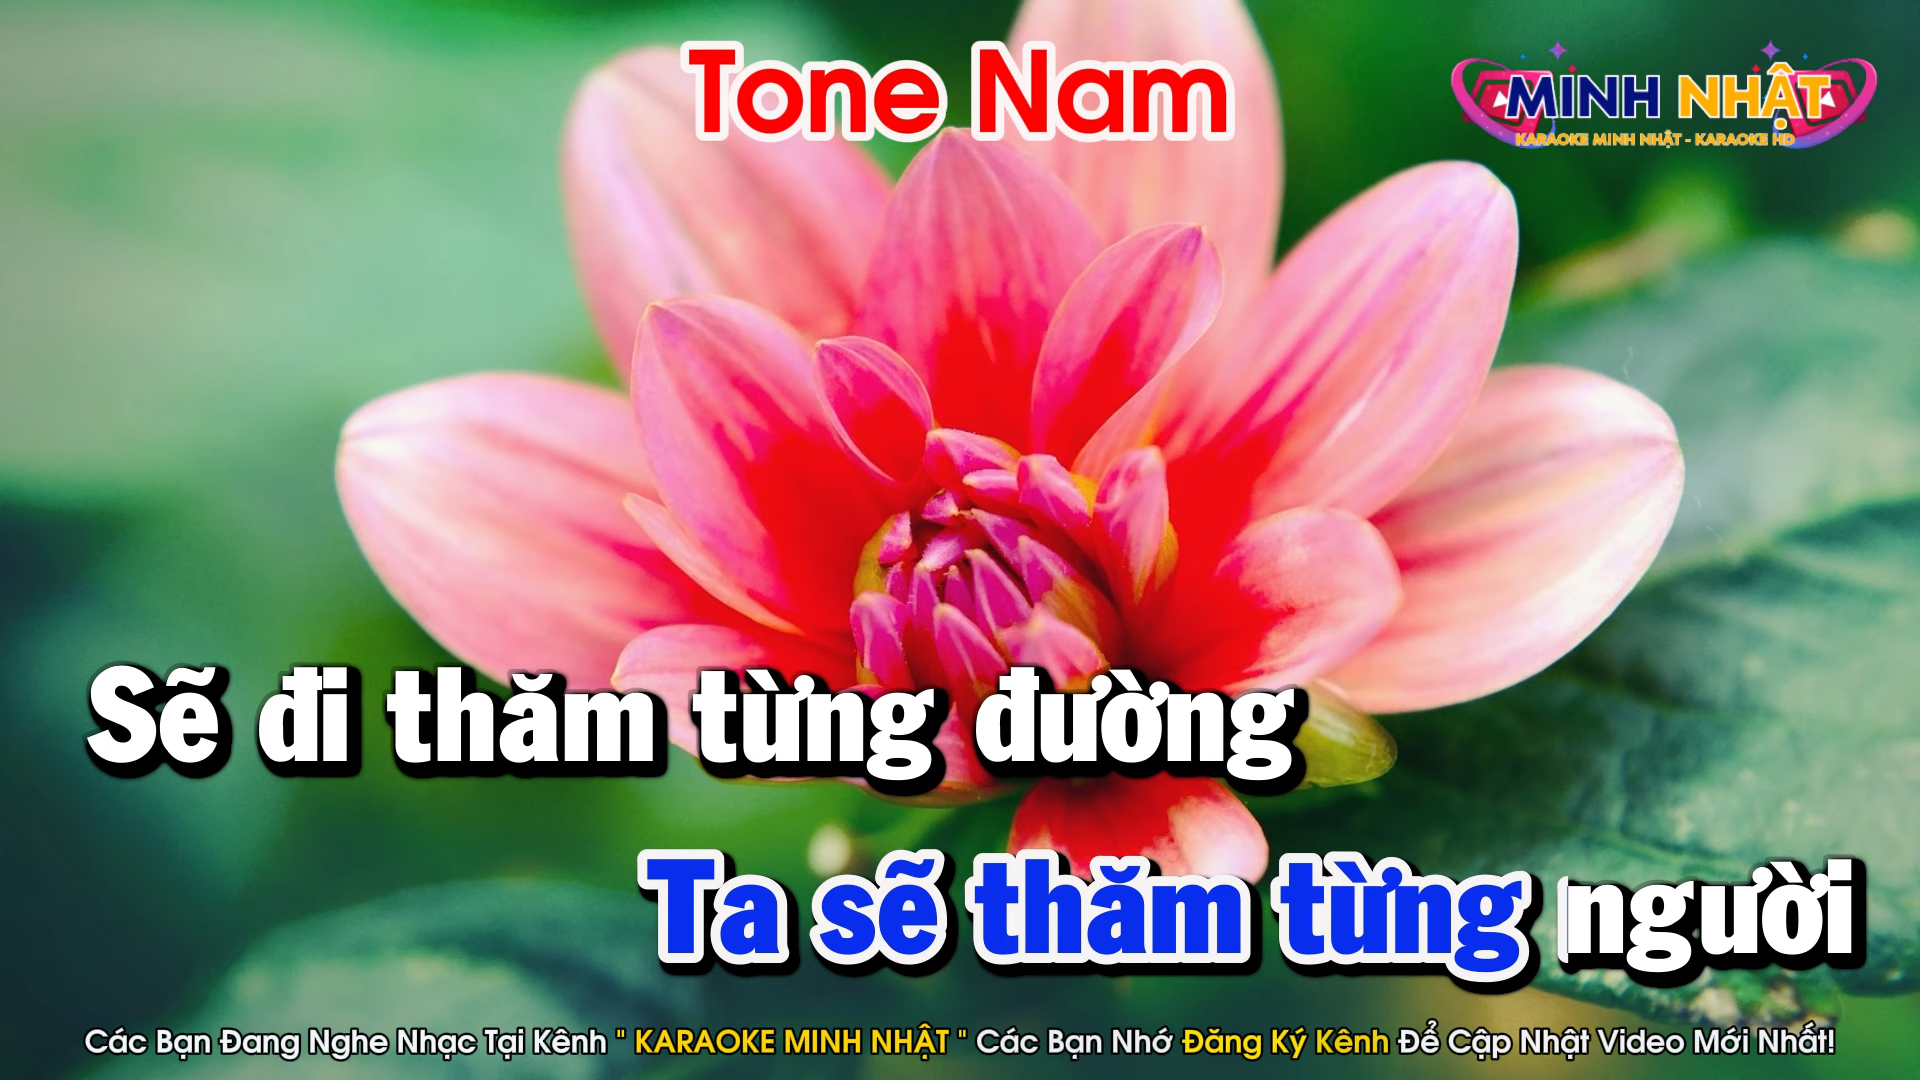 Tone Nam
MINH NHẬT
KARAOKE MINH NHẬT - KARAOKE HD
Sẽ đi thăm từng đường
Ta sẽ thăm từng người
Các Bạn Đang Nghe Nhạc Tại Kênh " KARAOKE MINH NHẬT " Các Bạn Nhớ Đăng Ký Kênh Để Cập Nhật Video Mới Nhất!